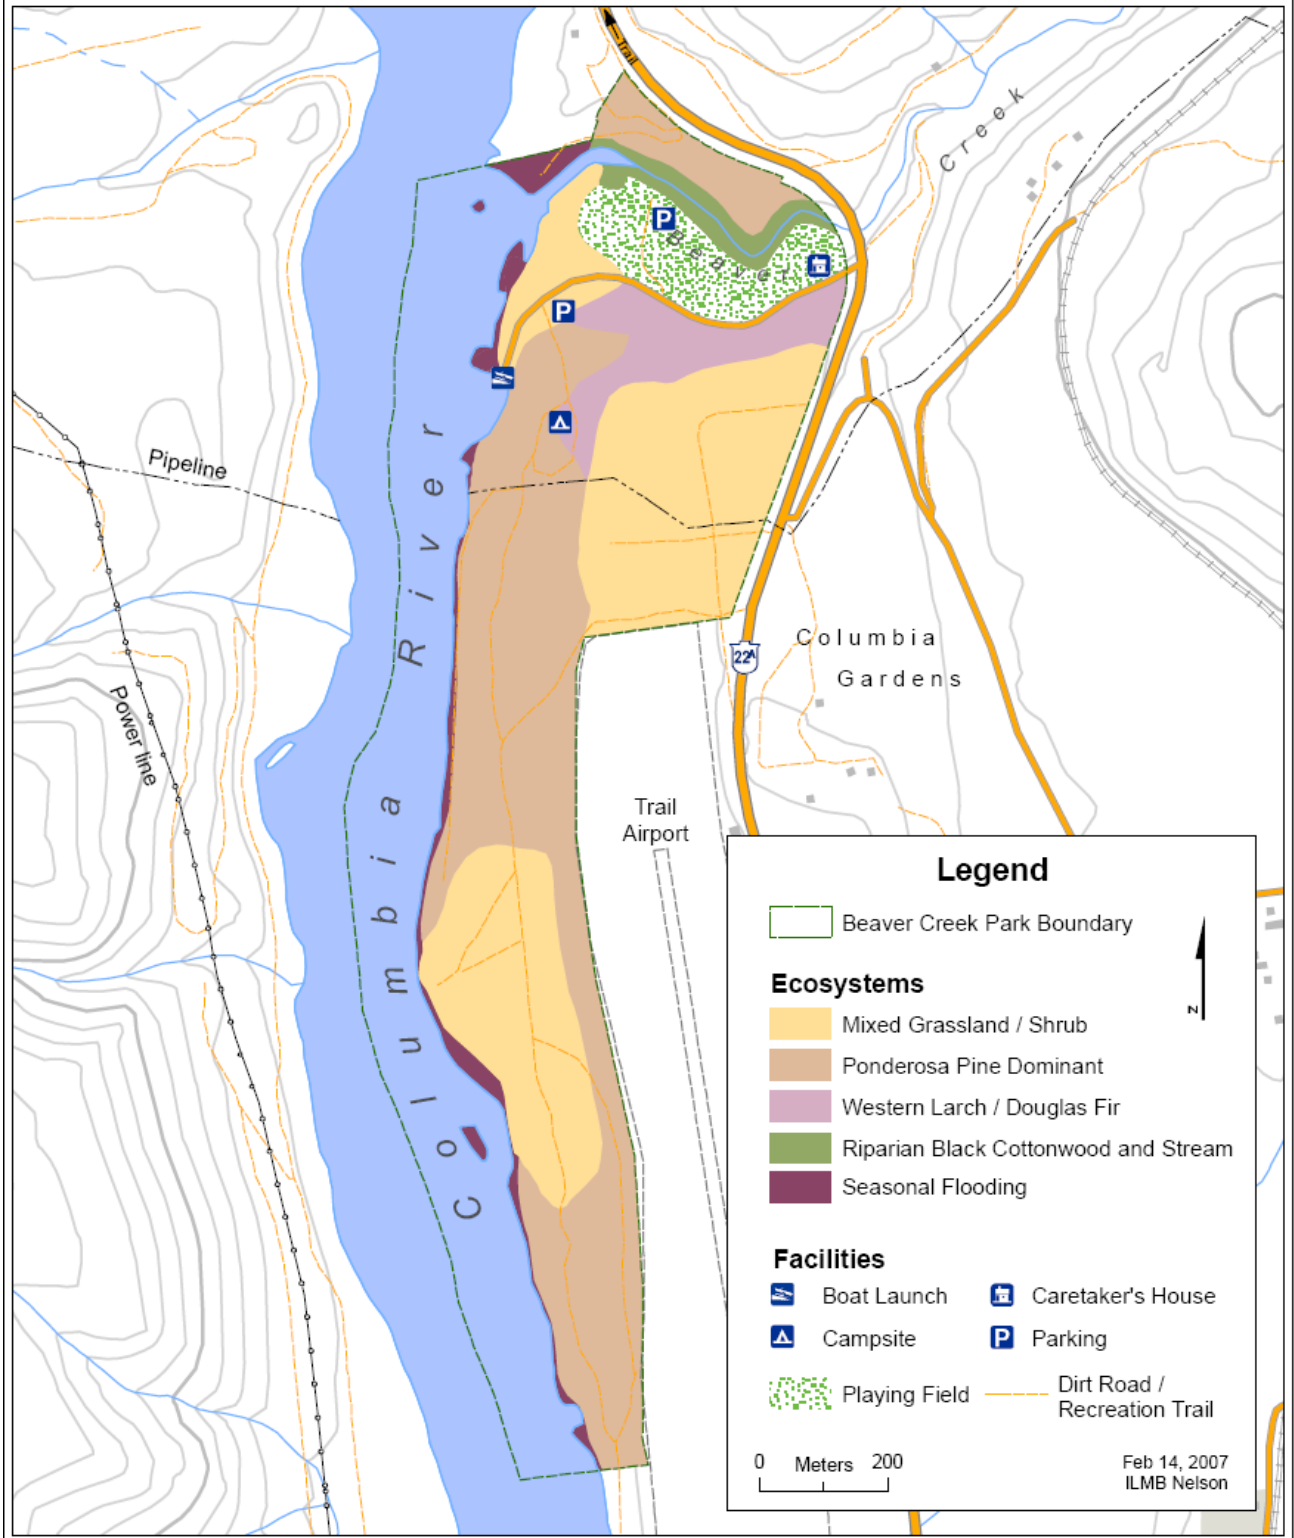 Trail
Creek
P
Beaver
P
Pipeline
River
Columbia
Gardens
22A
Power line
Trail
Airport
Columbia
Legend
Beaver Creek Park Boundary
N
Ecosystems
Mixed Grassland / Shrub
Ponderosa Pine Dominant
Western Larch / Douglas Fir
Riparian Black Cottonwood and Stream
Seasonal Flooding
Facilities
Boat Launch
Caretaker's House
Campsite
P Parking
Playing Field
Dirt Road /
Recreation Trail
0 Meters 200
Feb 14, 2007
ILMB Nelson